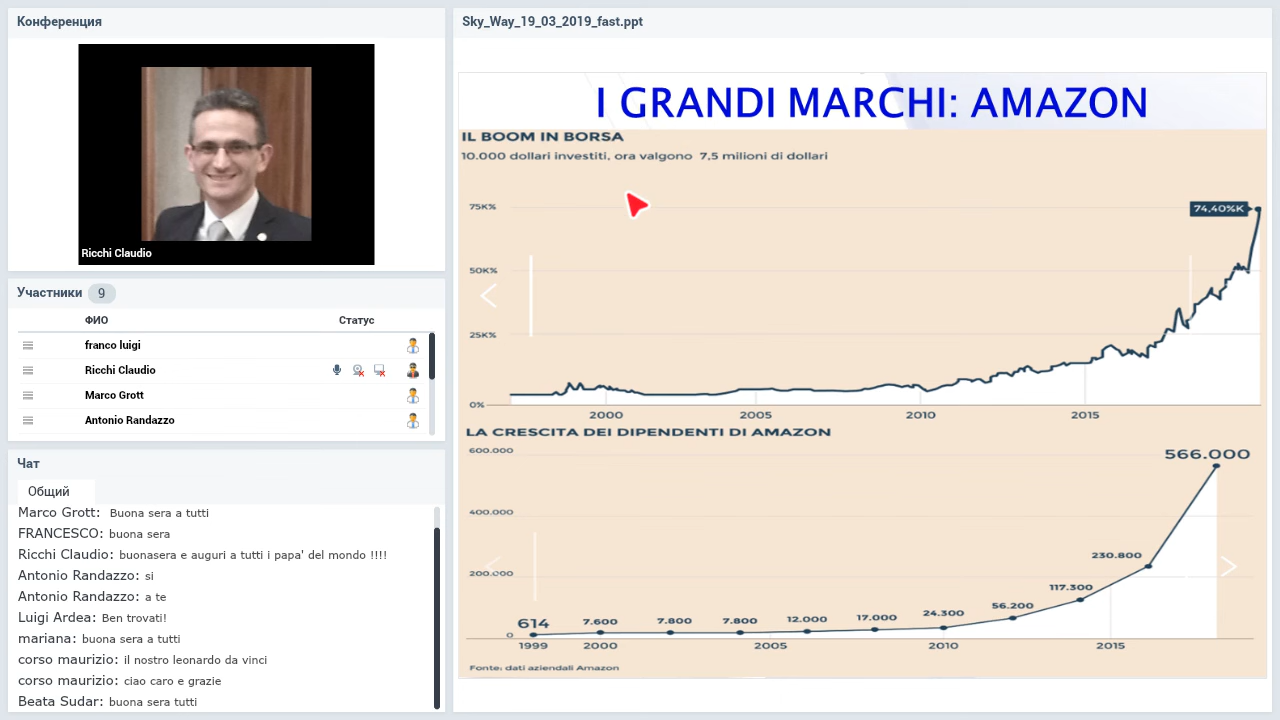 Конференция
Ricchi Claudio
Участники 9
ФИО Статус
franco luigi
Ricchi Claudio
Marco Grott
Antonio Randazzo
Чат
Общий
Marco Grott: Buona sera a tutti
FRANCESCO: buona sera
Ricchi Claudio: buonasera e auguri a tutti i papa' del mondo !!!!
Antonio Randazzo: si
Antonio Randazzo: a te
Luigi Ardea: Ben trovati!
mariana: buona sera a tutti
corso maurizio: il nostro leonardo da vinci
corso maurizio: ciao caro e grazie
Beata Sudar: buona sera tutti
Sky_Way_19_03_2019_fast.ppt
I GRANDI MARCHI: AMAZON
IL BOOM IN BORSA
10.000 dollari investiti, ora valgono 7,5 milioni di dollari
75K%
74,40%K
50K%
25K%
0%
2000 2005 2010 2015
LA CRESCITA DEI DIPENDENTI DI AMAZON
600.000
566.000
400.000
230.800
200.000
117.300
56.200
614 7.600 7.800 7.800 12.000 17.000 24.300
0
1999 2000 2005 2010 2015
Fonte: dati aziendali Amazon